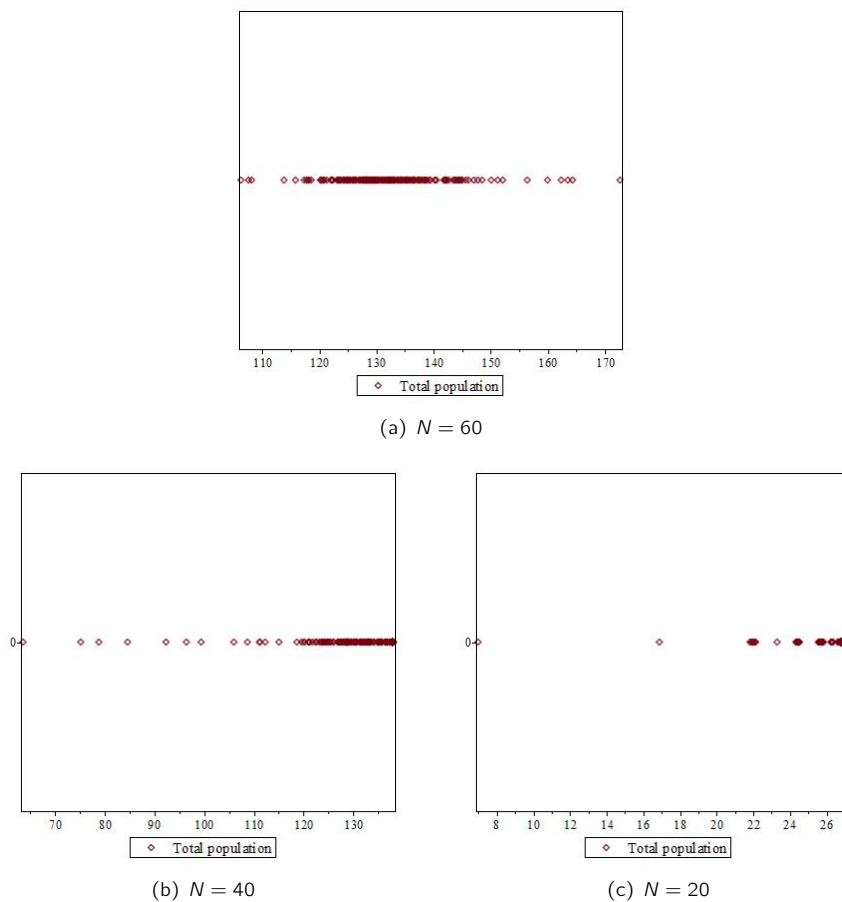 110 120 130 140 150 160 170
Total population
(a) N = 60
0
70 80 90 100 110 120 130
Total population
(b) N = 40
0
8 10 12 14 16 18 20 22 24 26
Total population
(c) N = 20